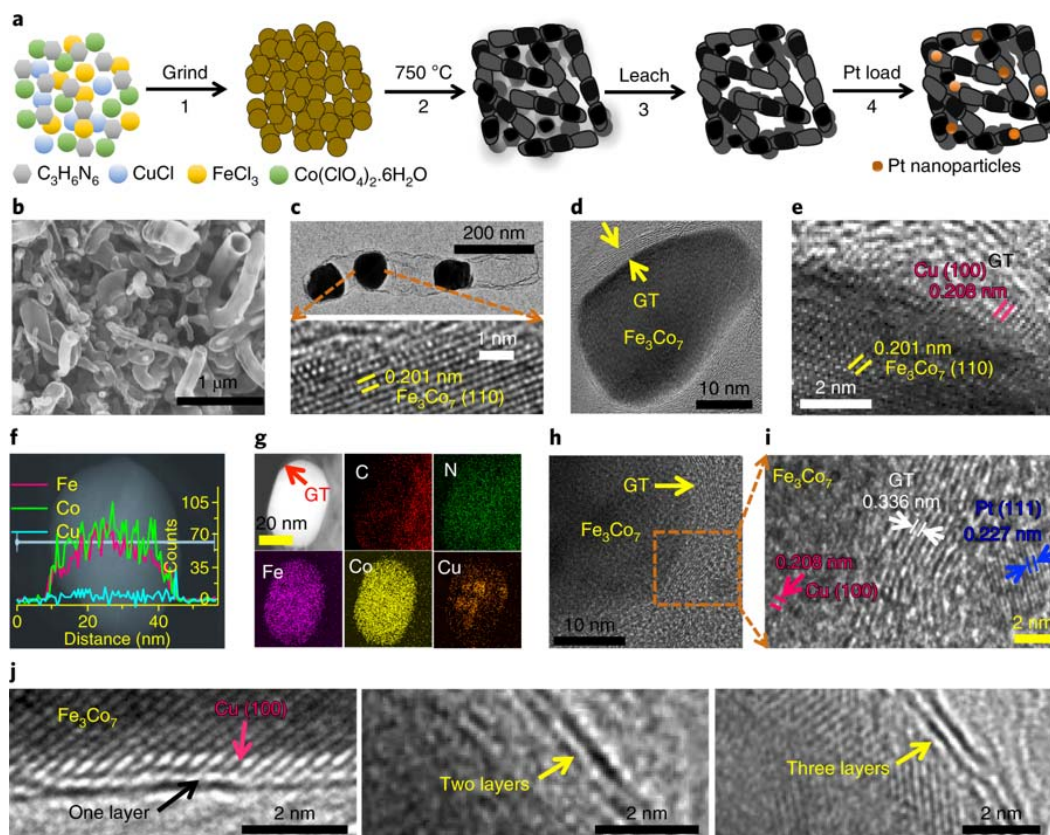 a
Grind
1
750 °C
2
Leach
3
Pt load
4
C₃H₆N₆
CuCl
FeCl₃
Co(ClO₄)₂.6H₂O
Pt nanoparticles
b
1 µm
c
200 nm
1 nm
0.201 nm
Fe₃Co₇ (110)
d
GT
Fe₃Co₇
10 nm
e
GT
Cu (100)
0.208 nm
0.201 nm
Fe₃Co₇ (110)
2 nm
f
Fe
Co
Cu
105
70
35
0
Counts
0
20
40
Distance (nm)
g
GT
20 nm
C
N
Fe
Co
Cu
h
GT
Fe₃Co₇
10 nm
i
Fe₃Co₇
GT
0.336 nm
Pt (111)
0.227 nm
0.208 nm
Cu (100)
2 nm
j
Fe₃Co₇
Cu (100)
One layer
2 nm
Two layers
2 nm
Three layers
2 nm